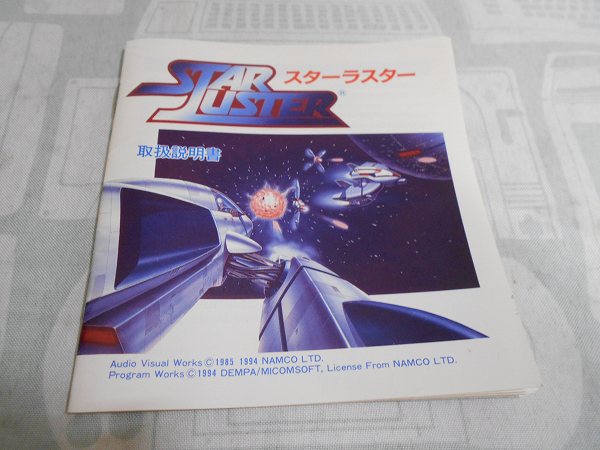 STAR LUSTER®
スターラスター
取扱説明書
Audio Visual Works©1985 1994 NAMCO LTD.
Program Works©1994 DEMPA/MICOMSOFT, License From NAMCO LTD.